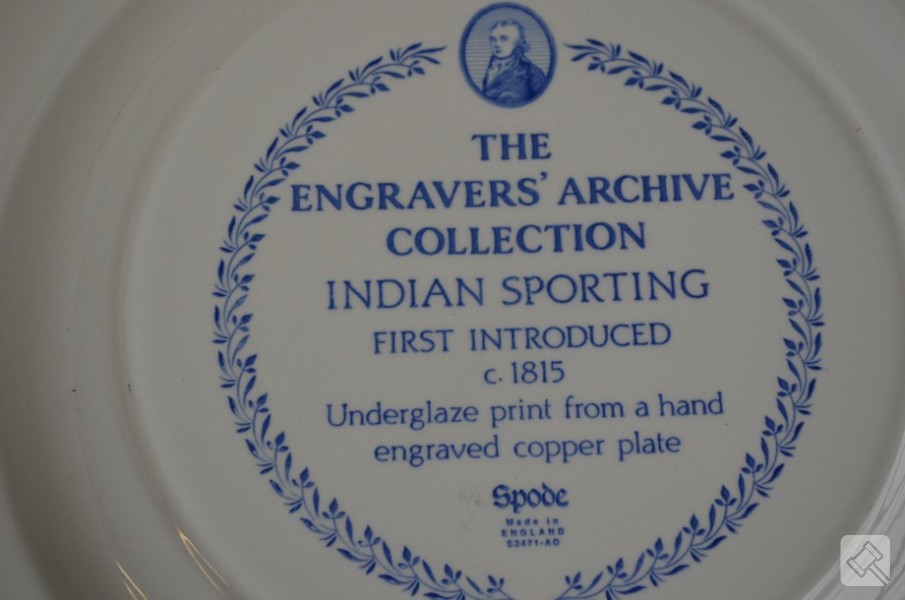 THE
ENGRAVERS' ARCHIVE
COLLECTION
INDIAN SPORTING
FIRST INTRODUCED
c. 1815
Underglaze print from a hand
engraved copper plate
Spode
Made in
ENGLAND
S3471-AO